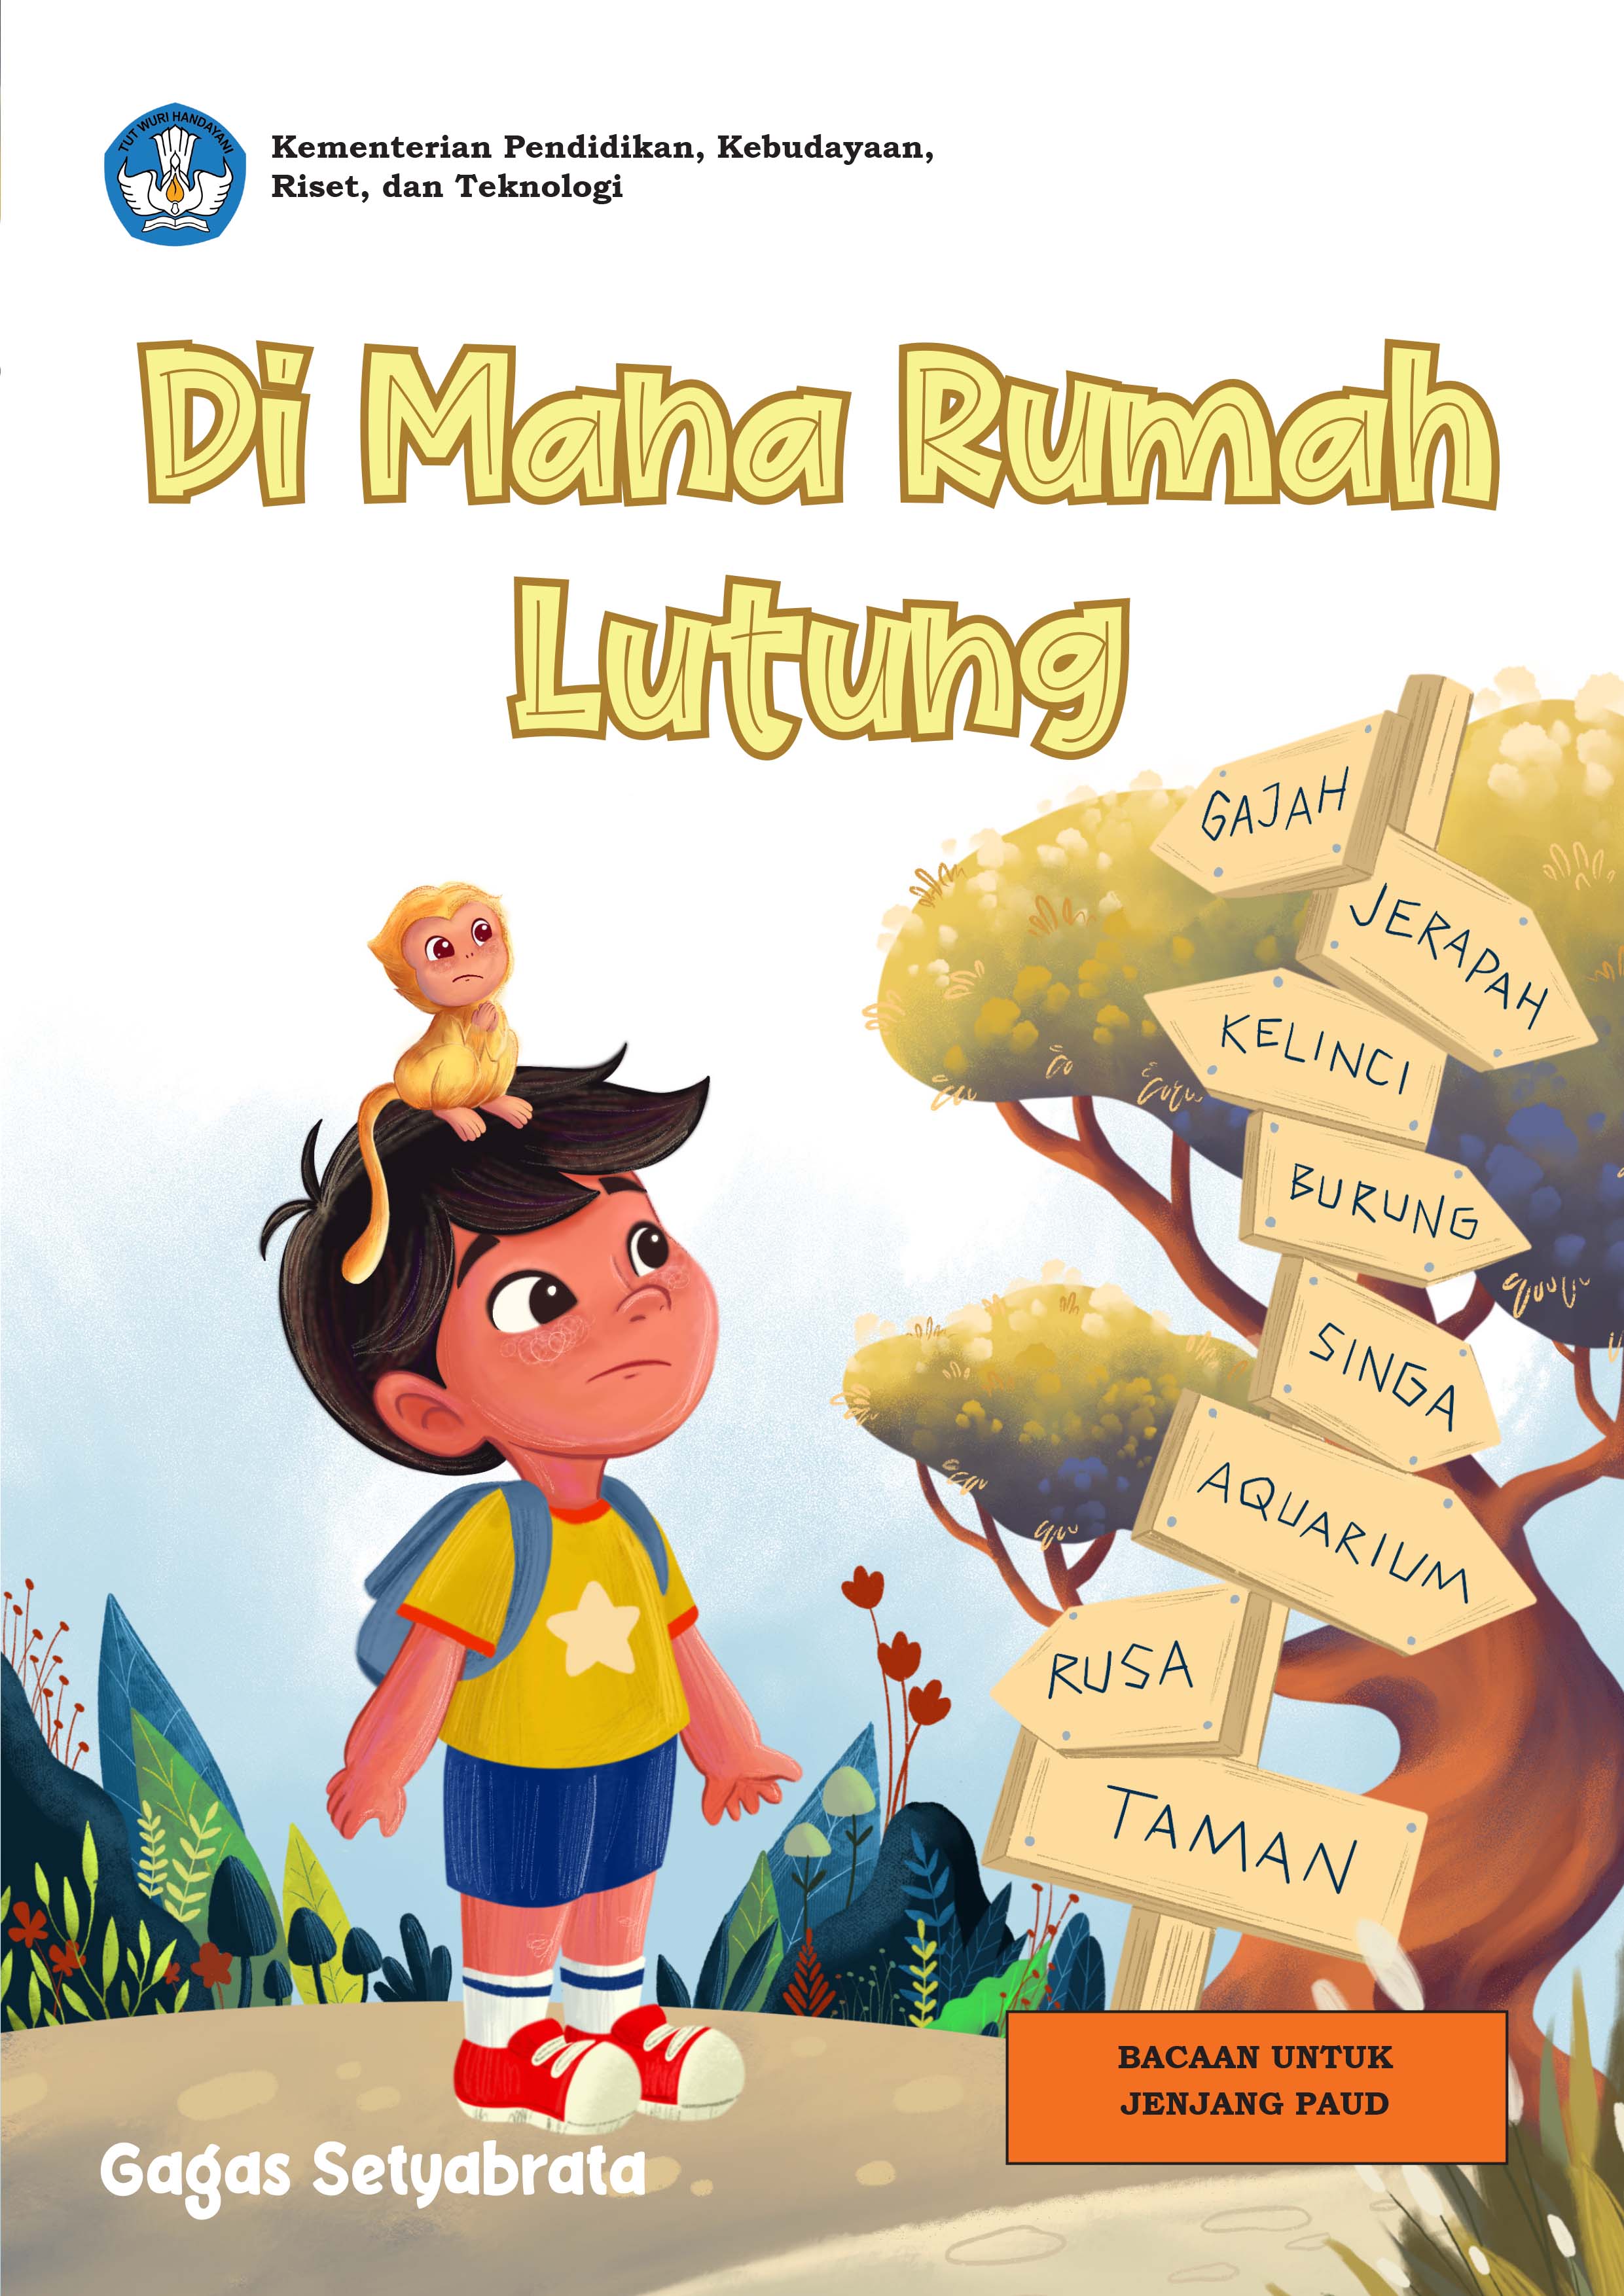 TUT WURI HANDAYANI
Kementerian Pendidikan, Kebudayaan,
Riset, dan Teknologi
Di Mana Rumah
Lutung
GAJAH
JERAPAH
KELINCI
BURUNG
SINGA
AQUARIUM
RUSA
TAMAN
BACAAN UNTUK
JENJANG PAUD
Gagas Setyabrata